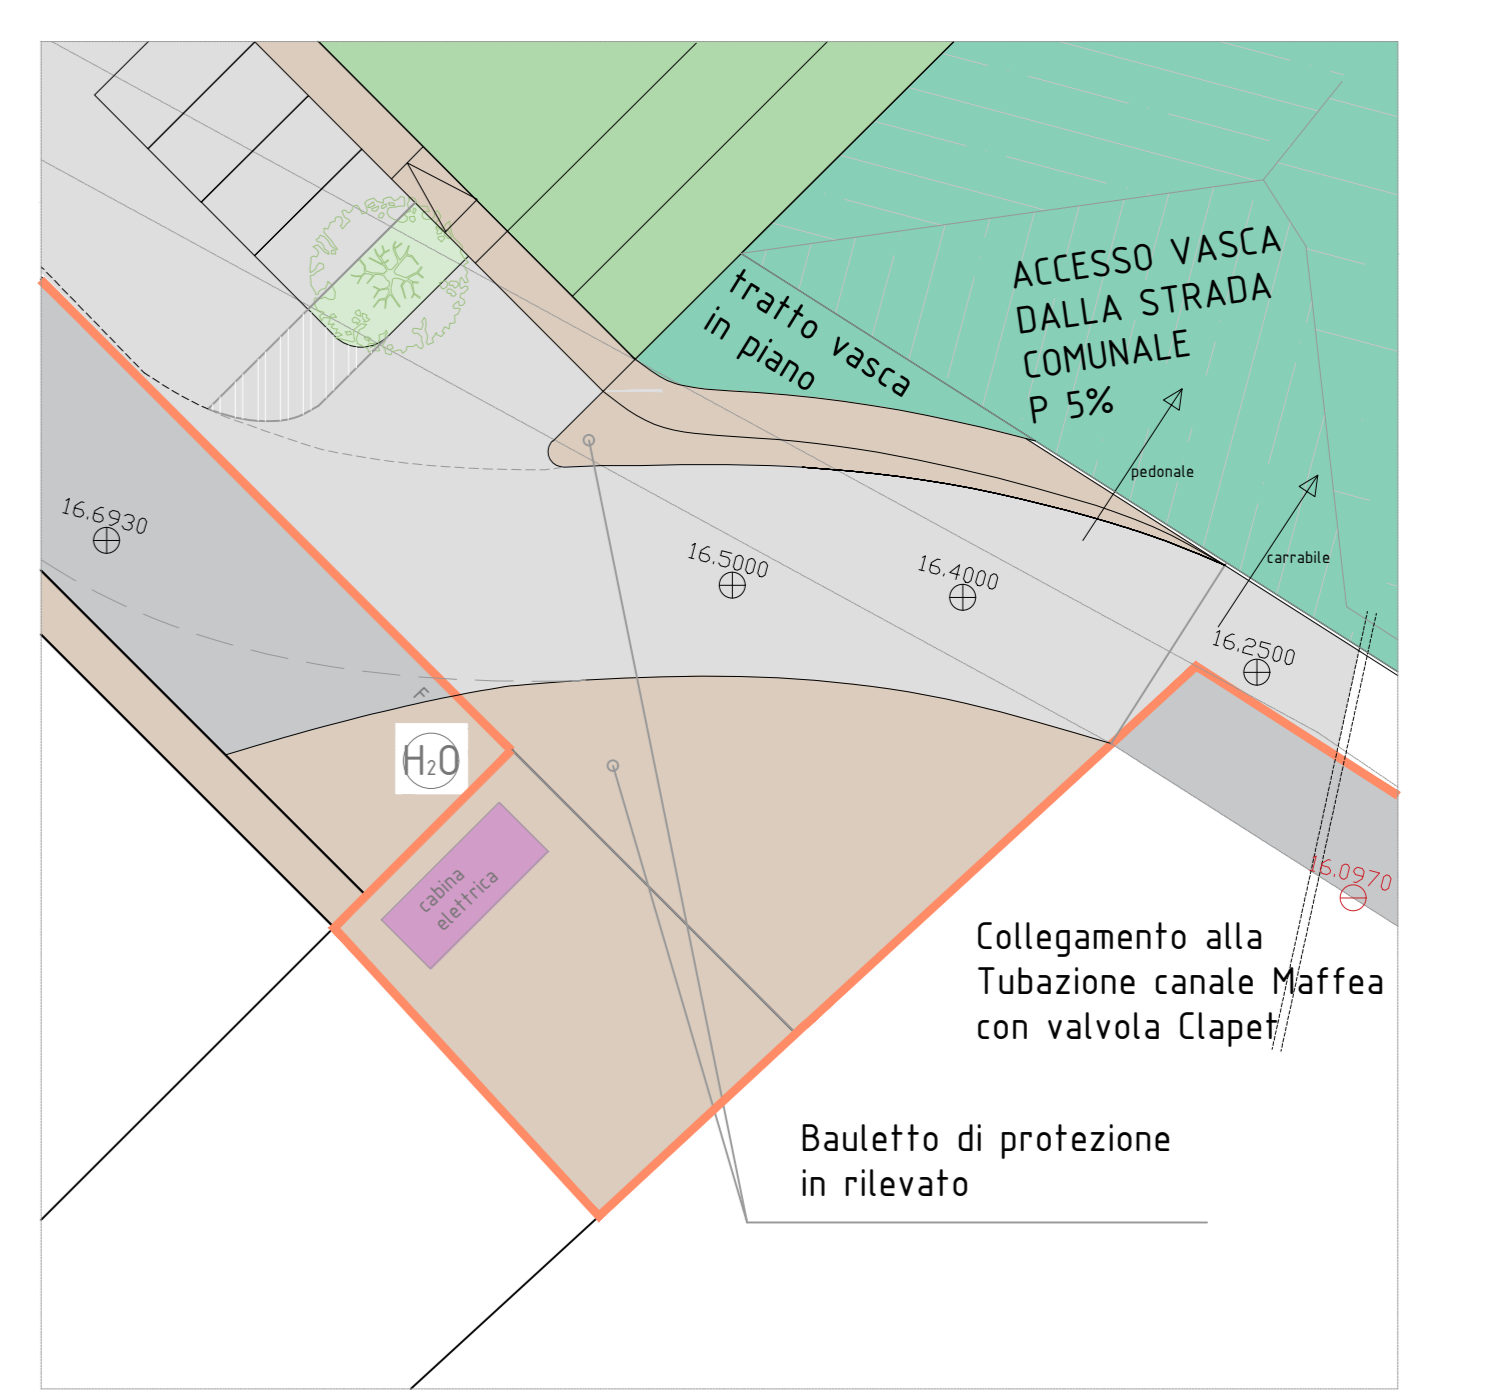 ACCESSO VASCA
DALLA STRADA
COMUNALE
P 5%
tratto vasca
in piano
pedonale
carrabile
16.6930
16.5000
16.4000
16.2500
F
H₂O
cabina
elettrica
16.0970
Collegamento alla
Tubazione canale Maffea
con valvola Clapet
Bauletto di protezione
in rilevato